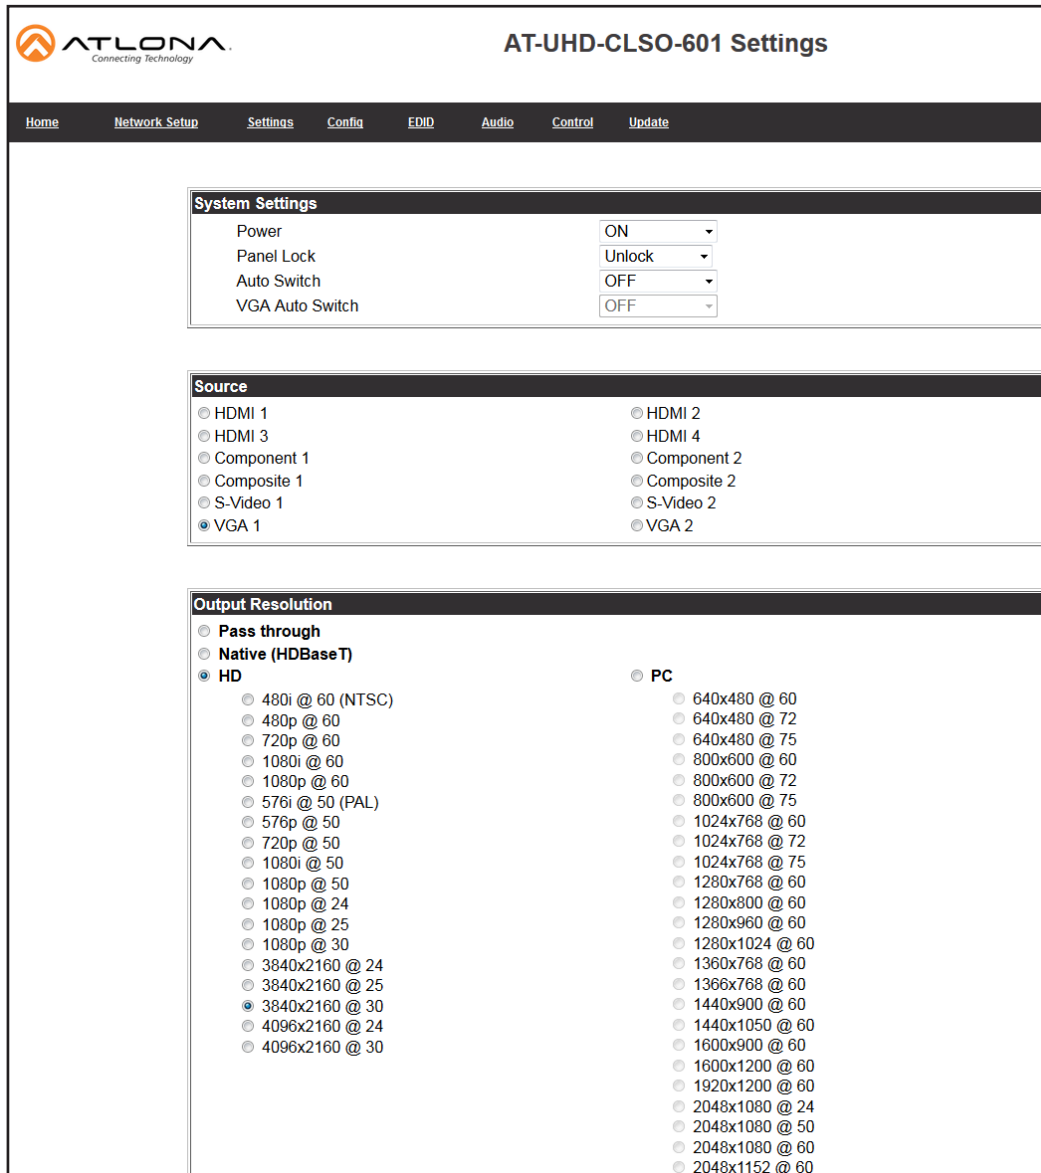 ATLONA.
Connecting Technology
AT-UHD-CLSO-601 Settings
Home Network Setup Settings Config EDID Audio Control Update
System Settings
Power ON
Panel Lock Unlock
Auto Switch OFF
VGA Auto Switch OFF
Source
HDMI 1 HDMI 2
HDMI 3 HDMI 4
Component 1 Component 2
Composite 1 Composite 2
S-Video 1 S-Video 2
VGA 1 VGA 2
Output Resolution
Pass through
Native (HDBaseT)
HD
480i @ 60 (NTSC)
480p @ 60
720p @ 60
1080i @ 60
1080p @ 60
576i @ 50 (PAL)
576p @ 50
720p @ 50
1080i @ 50
1080p @ 50
1080p @ 24
1080p @ 25
1080p @ 30
3840x2160 @ 24
3840x2160 @ 25
3840x2160 @ 30
4096x2160 @ 24
4096x2160 @ 30
PC
640x480 @ 60
640x480 @ 72
640x480 @ 75
800x600 @ 60
800x600 @ 72
800x600 @ 75
1024x768 @ 60
1024x768 @ 72
1024x768 @ 75
1280x768 @ 60
1280x800 @ 60
1280x960 @ 60
1280x1024 @ 60
1360x768 @ 60
1366x768 @ 60
1440x900 @ 60
1440x1050 @ 60
1600x900 @ 60
1600x1200 @ 60
1920x1200 @ 60
2048x1080 @ 24
2048x1080 @ 50
2048x1080 @ 60
2048x1152 @ 60